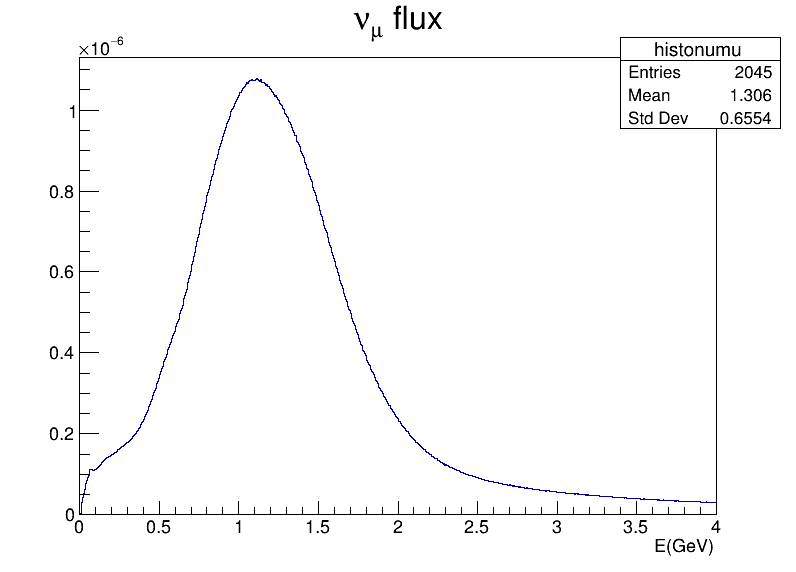 ν_μ flux
×10⁻⁶
histonumu
Entries 2045
Mean 1.306
Std Dev 0.6554
1
0.8
0.6
0.4
0.2
0
0 0.5 1 1.5 2 2.5 3 3.5 4
E(GeV)